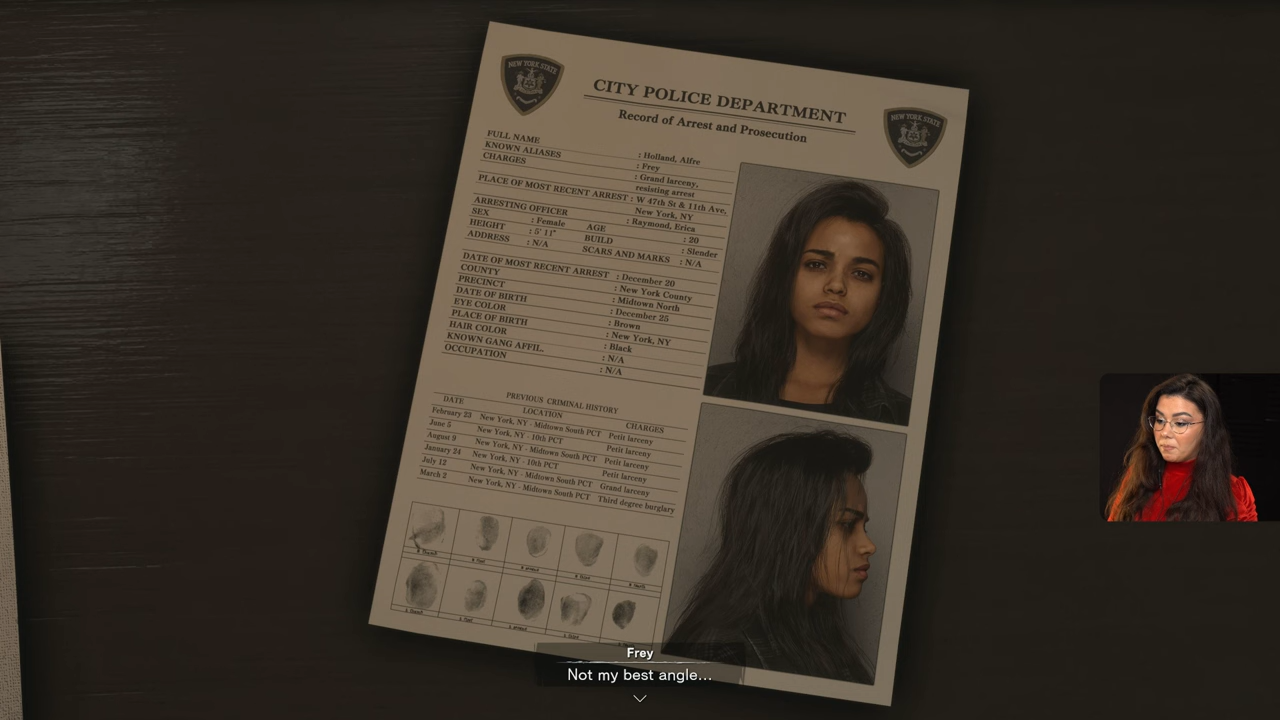 NEW YORK STATE
CITY POLICE DEPARTMENT
NEW YORK STATE
Record of Arrest and Prosecution
FULL NAME : Holland, Alfre
KNOWN ALIASES : Frey
CHARGES : Grand larceny,
resisting arrest
PLACE OF MOST RECENT ARREST : W 47th St & 11th Ave,
New York, NY
ARRESTING OFFICER : Raymond, Erica
SEX : Female AGE : 20
HEIGHT : 5' 11" BUILD : Slender
ADDRESS : N/A SCARS AND MARKS : N/A
DATE OF MOST RECENT ARREST : December 20
COUNTY : New York County
PRECINCT : Midtown North
DATE OF BIRTH : December 25
EYE COLOR : Brown
PLACE OF BIRTH : New York, NY
HAIR COLOR : Black
KNOWN GANG AFFIL. : N/A
OCCUPATION : N/A
PREVIOUS CRIMINAL HISTORY
DATE LOCATION CHARGES
February 23 New York, NY - Midtown South PCT Petit larceny
June 5 New York, NY - 10th PCT Petit larceny
August 9 New York, NY - Midtown South PCT Petit larceny
January 24 New York, NY - 10th PCT Petit larceny
July 12 New York, NY - Midtown South PCT Grand larceny
March 2 New York, NY - Midtown South PCT Third degree burglary
Frey
Not my best angle...